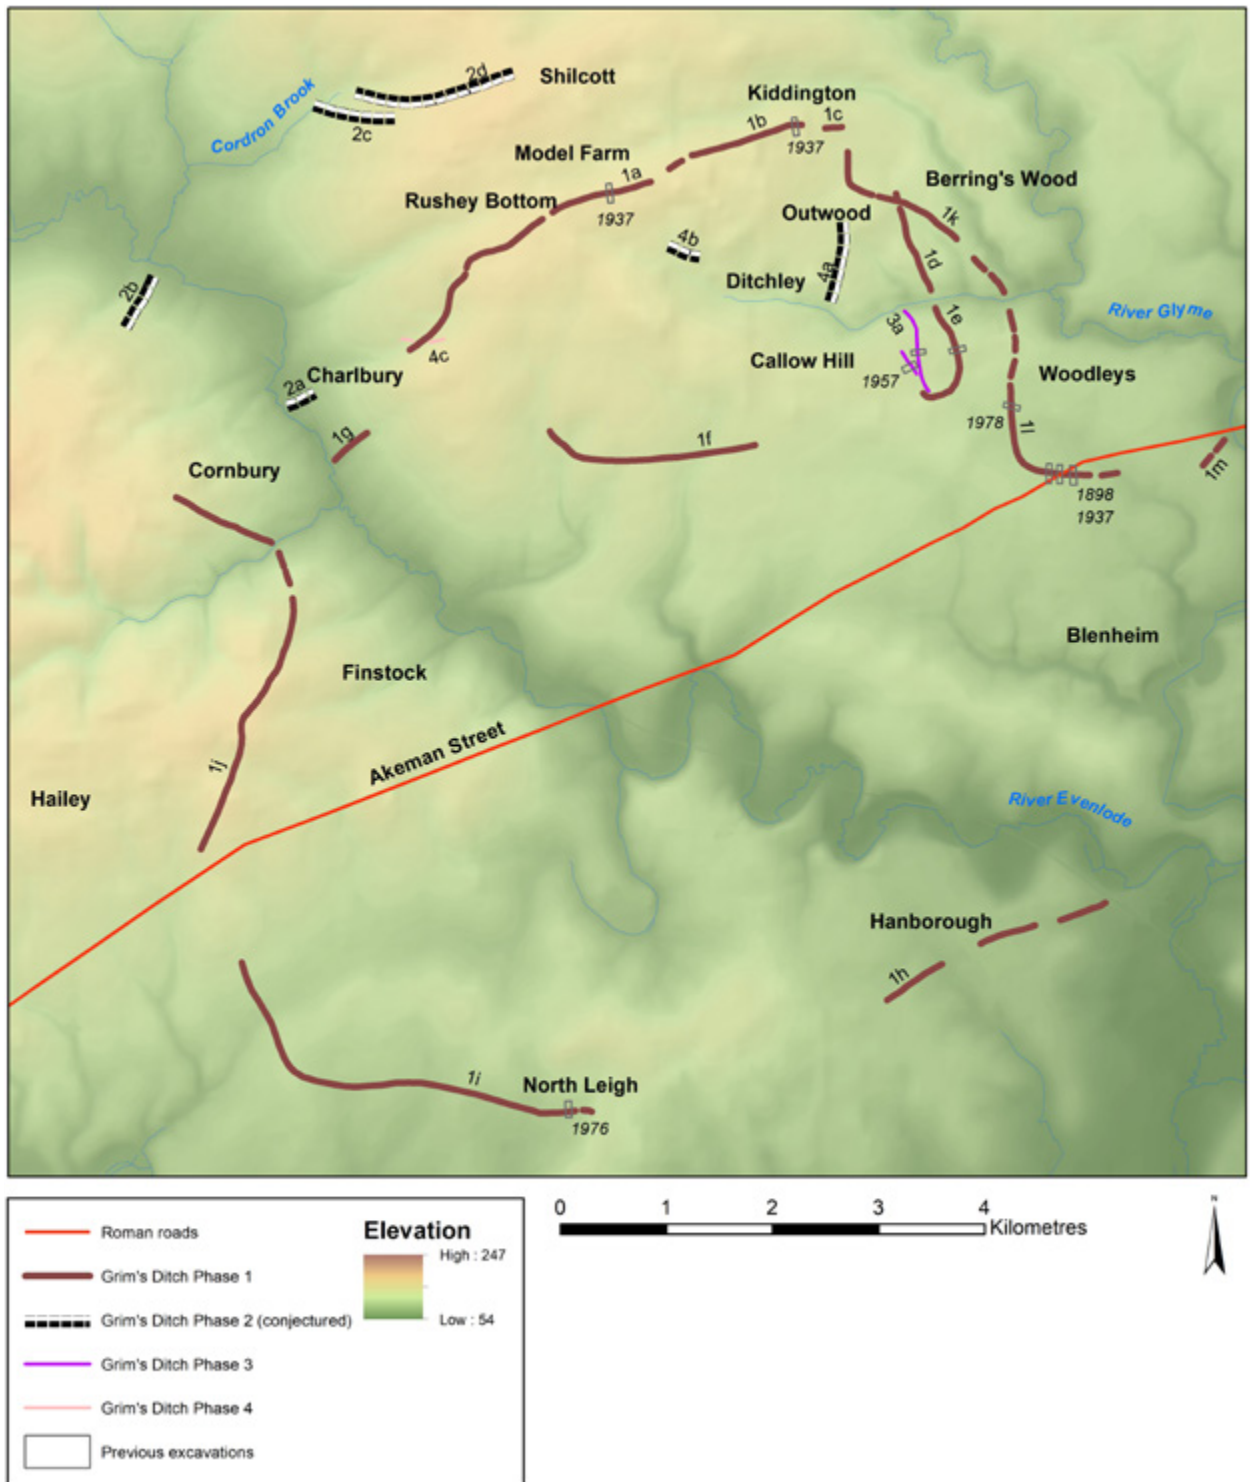 2d
Shilcott
Cordron Brook
2c
Kiddington
1b
1c
1937
Model Farm
1a
Rushey Bottom
1937
Berring's Wood
Outwood
1k
4b
1d
Ditchley
4a
2b
River Glyme
3a
1e
4c
Callow Hill
Charlbury
2a
1957
Woodleys
1978
1l
1g
1f
Cornbury
1m
1898
1937
Blenheim
Finstock
Akeman Street
1j
Hailey
River Evenlode
Hanborough
1h
1i
North Leigh
1976
Roman roads
Grim's Ditch Phase 1
Grim's Ditch Phase 2 (conjectured)
Grim's Ditch Phase 3
Grim's Ditch Phase 4
Previous excavations
Elevation
High : 247
Low : 54
0 1 2 3 4
Kilometres
N